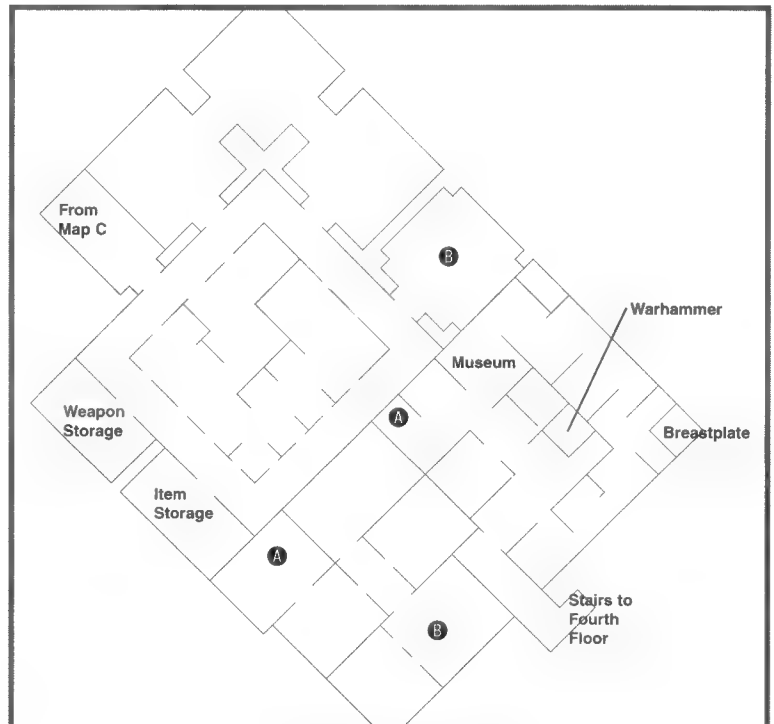 From
Map C
B
Warhammer
Museum
A
Weapon
Storage
Breastplate
Item
Storage
A
Stairs to
Fourth
Floor
B